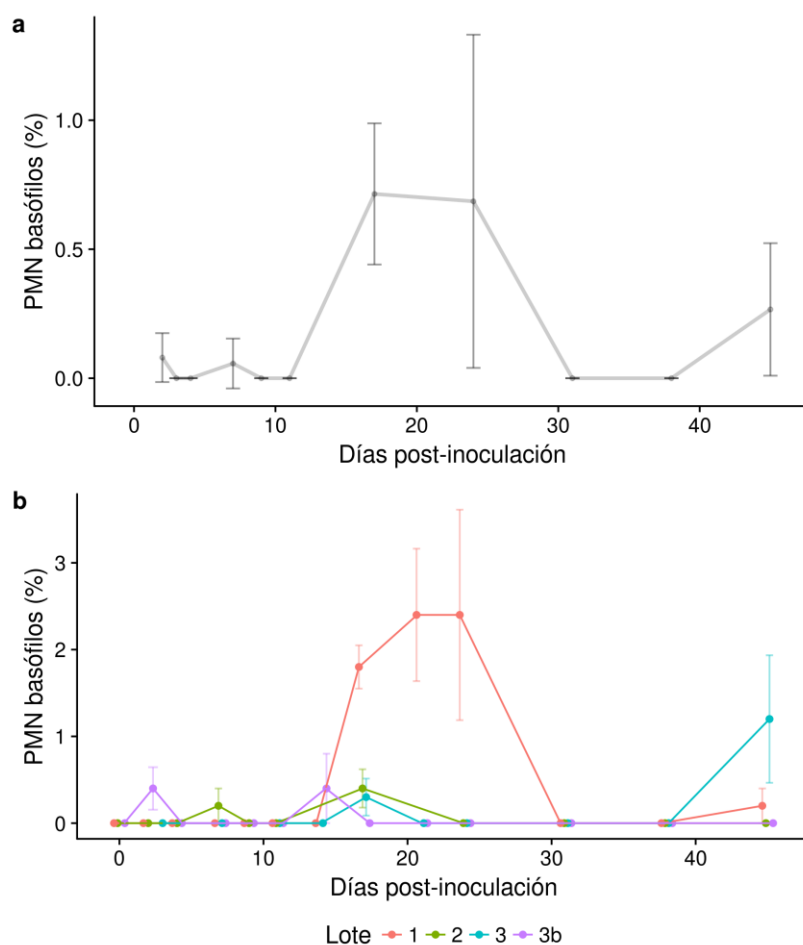 a
PMN basófilos (%)
1.0
0.5
0.0
0 10 20 30 40
Días post-inoculación
b
PMN basófilos (%)
3
2
1
0
0 10 20 30 40
Días post-inoculación
Lote 1 2 3 3b